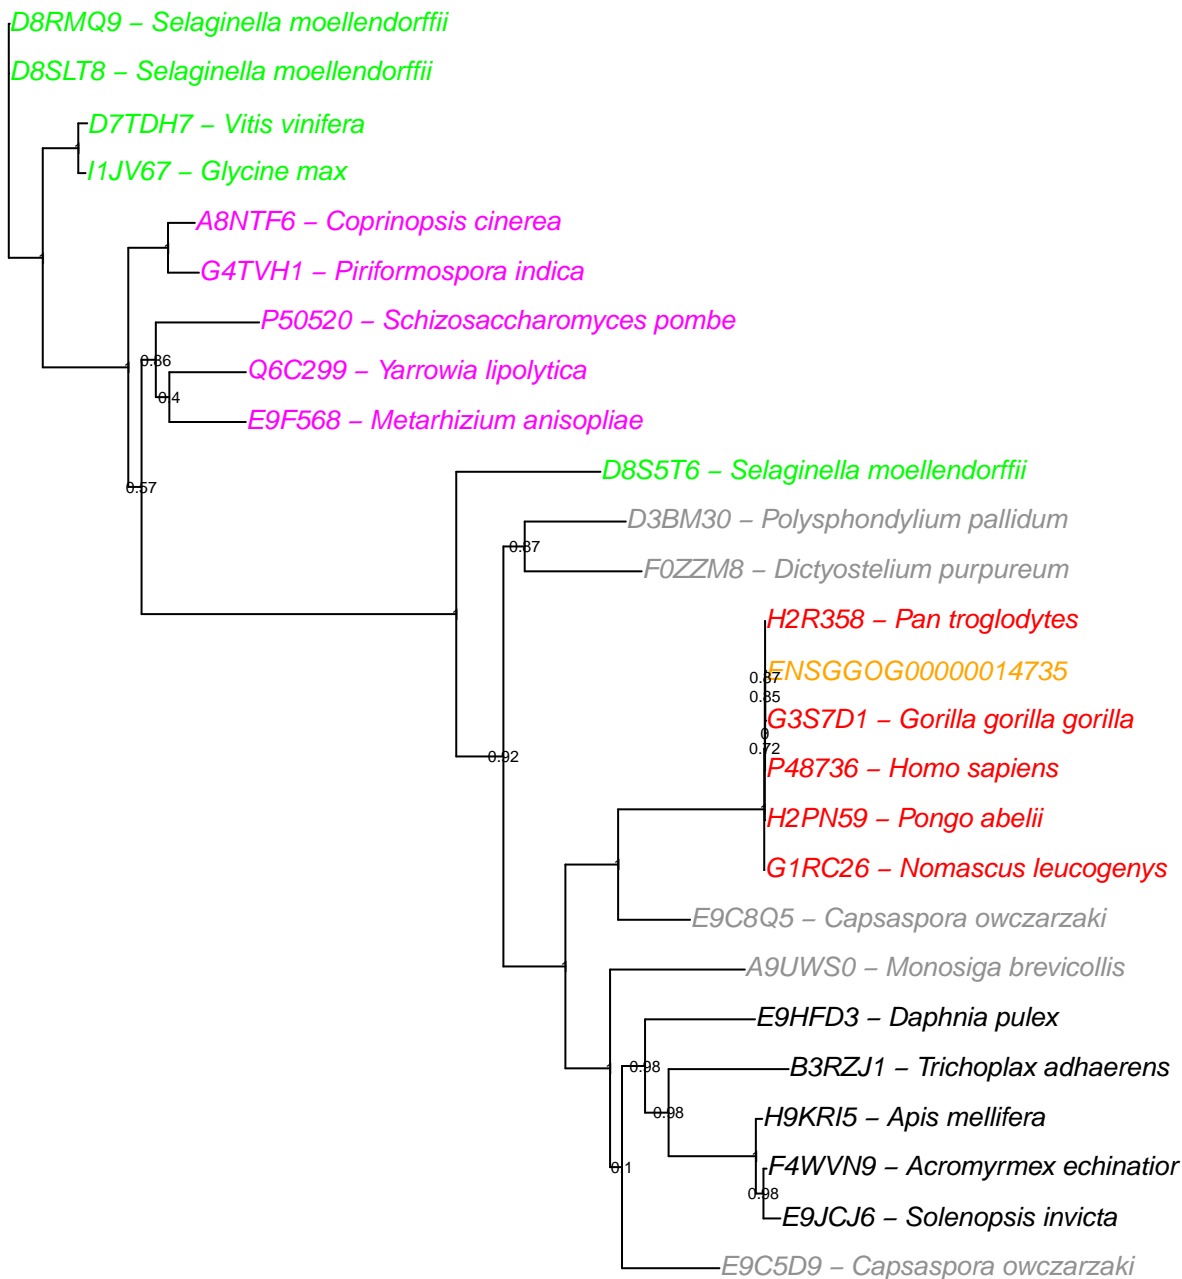 D8RMQ9 – Selaginella moellendorffii
D8SLT8 – Selaginella moellendorffii
D7TDH7 – Vitis vinifera
I1JV67 – Glycine max
A8NTF6 – Coprinopsis cinerea
G4TVH1 – Piriformospora indica
P50520 – Schizosaccharomyces pombe
0.86
Q6C299 – Yarrowia lipolytica
0.4
E9F568 – Metarhizium anisopliae
D8S5T6 – Selaginella moellendorffii
0.57
D3BM30 – Polysphondylium pallidum
0.87
F0ZZM8 – Dictyostelium purpureum
H2R358 – Pan troglodytes
ENSGGOG00000014735
0.87
0.85
G3S7D1 – Gorilla gorilla gorilla
0
0.72
0.92
P48736 – Homo sapiens
H2PN59 – Pongo abelii
G1RC26 – Nomascus leucogenys
E9C8Q5 – Capsaspora owczarzaki
A9UWS0 – Monosiga brevicollis
E9HFD3 – Daphnia pulex
0.98
B3RZJ1 – Trichoplax adhaerens
0.98
H9KRI5 – Apis mellifera
0.1
F4WVN9 – Acromyrmex echinatior
0.98
E9JCJ6 – Solenopsis invicta
E9C5D9 – Capsaspora owczarzaki